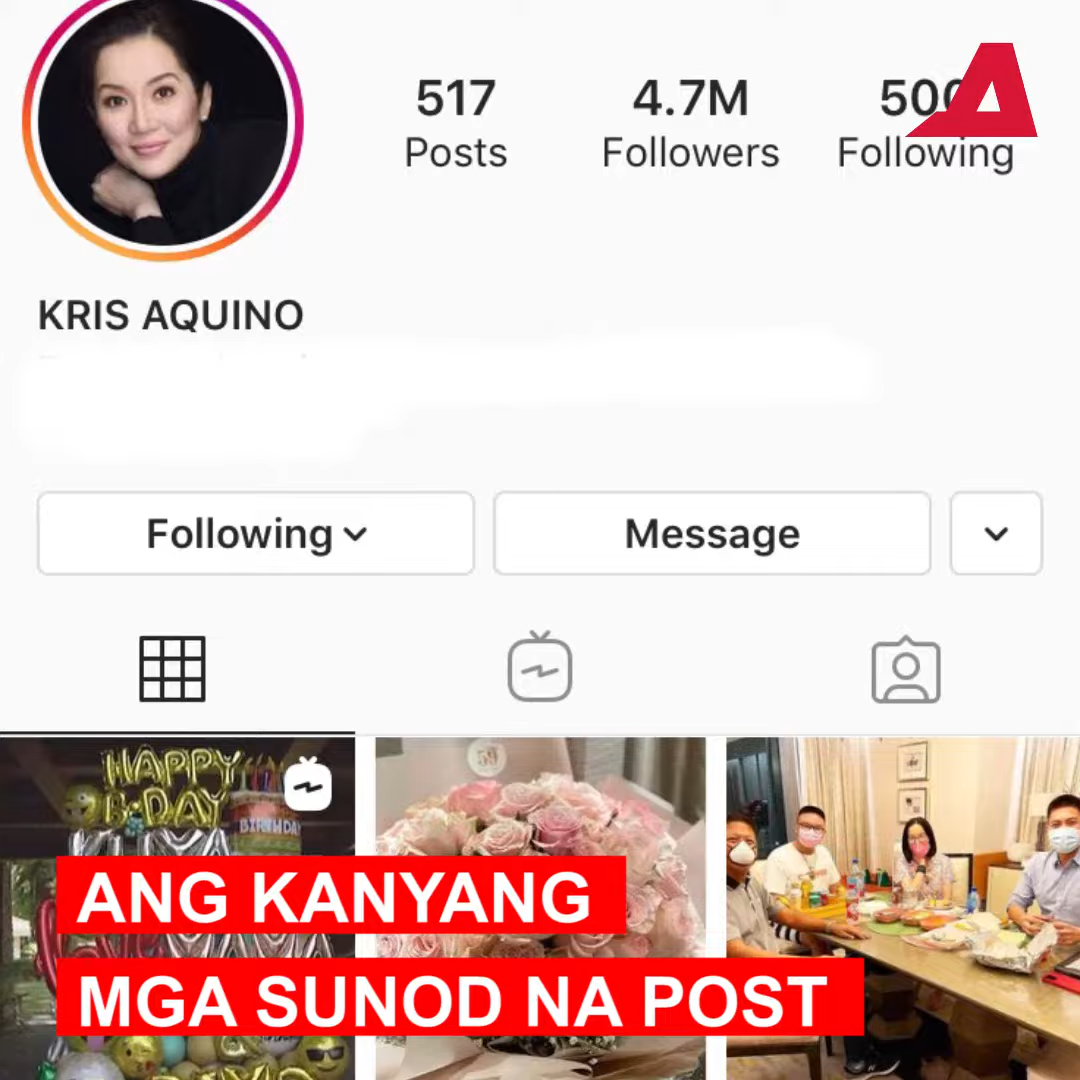 517
4.7M
Posts
Followers
Following
KRIS AQUINO
Following
Message
HAPPY
B-DAY
BIRTHDAY
59
ANG KANYANG
MGA SUNOD NA POST